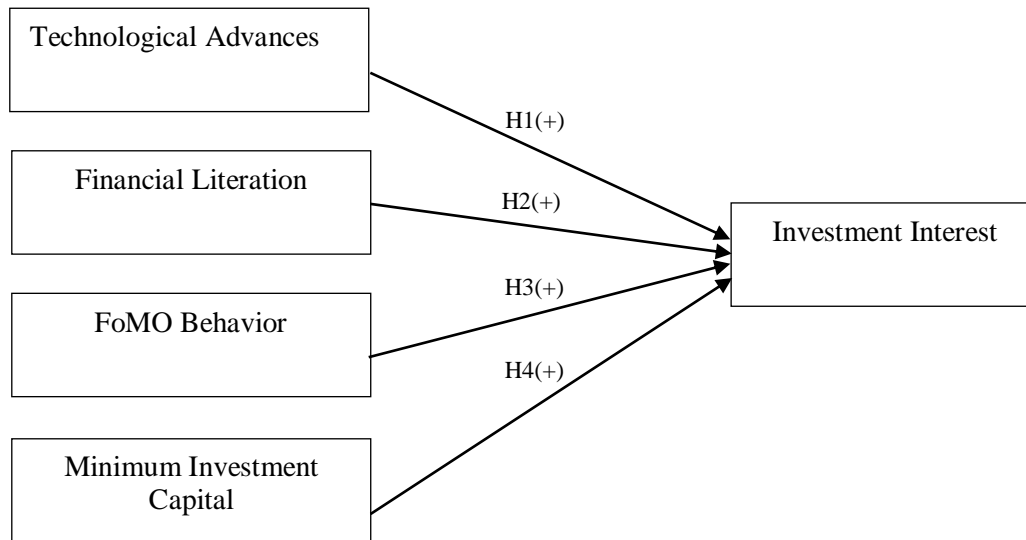 Technological Advances
H1(+)
Financial Literation
H2(+)
Investment Interest
FoMO Behavior
H3(+)
H4(+)
Minimum Investment
Capital